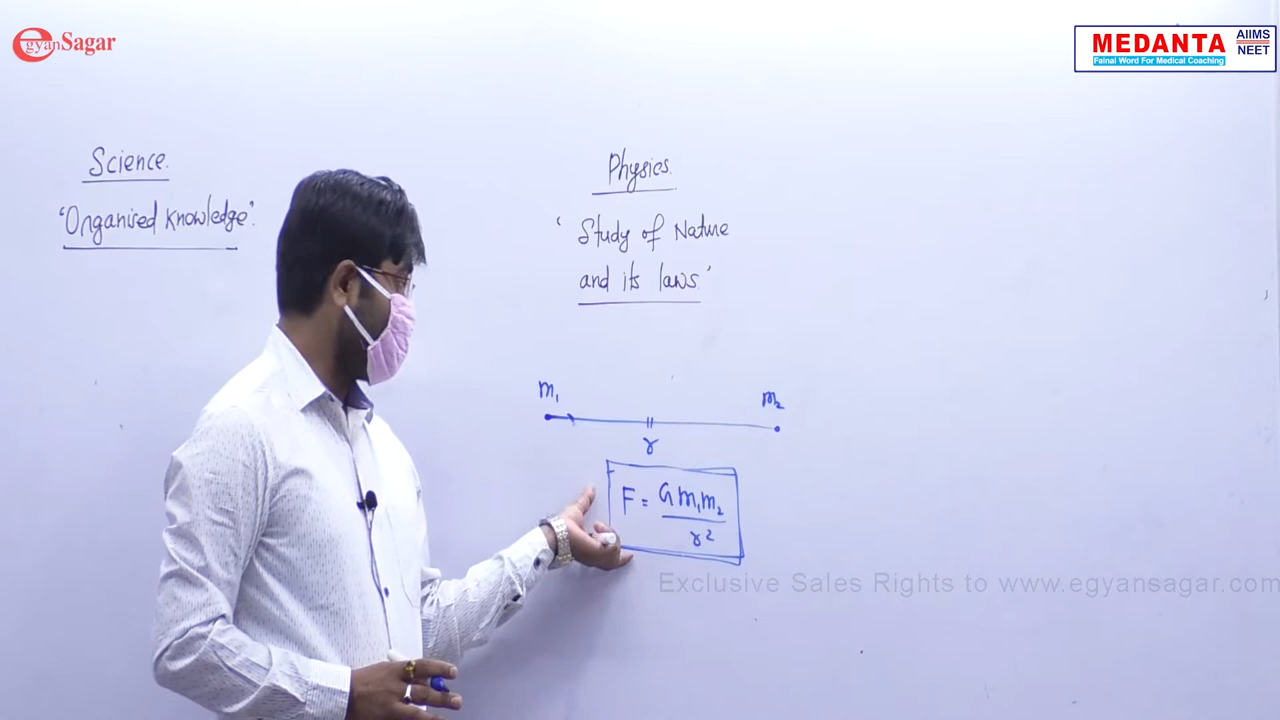 egyanSagar
MEDANTA
AIIMS
NEET
Fainal Word For Medical Coaching
Science.
"Organised Knowledge".
Physics.
' Study of Nature
and its laws.'
m₁
m₂
r
F = G m₁m₂
r²
Exclusive Sales Rights to www.egyansagar.com